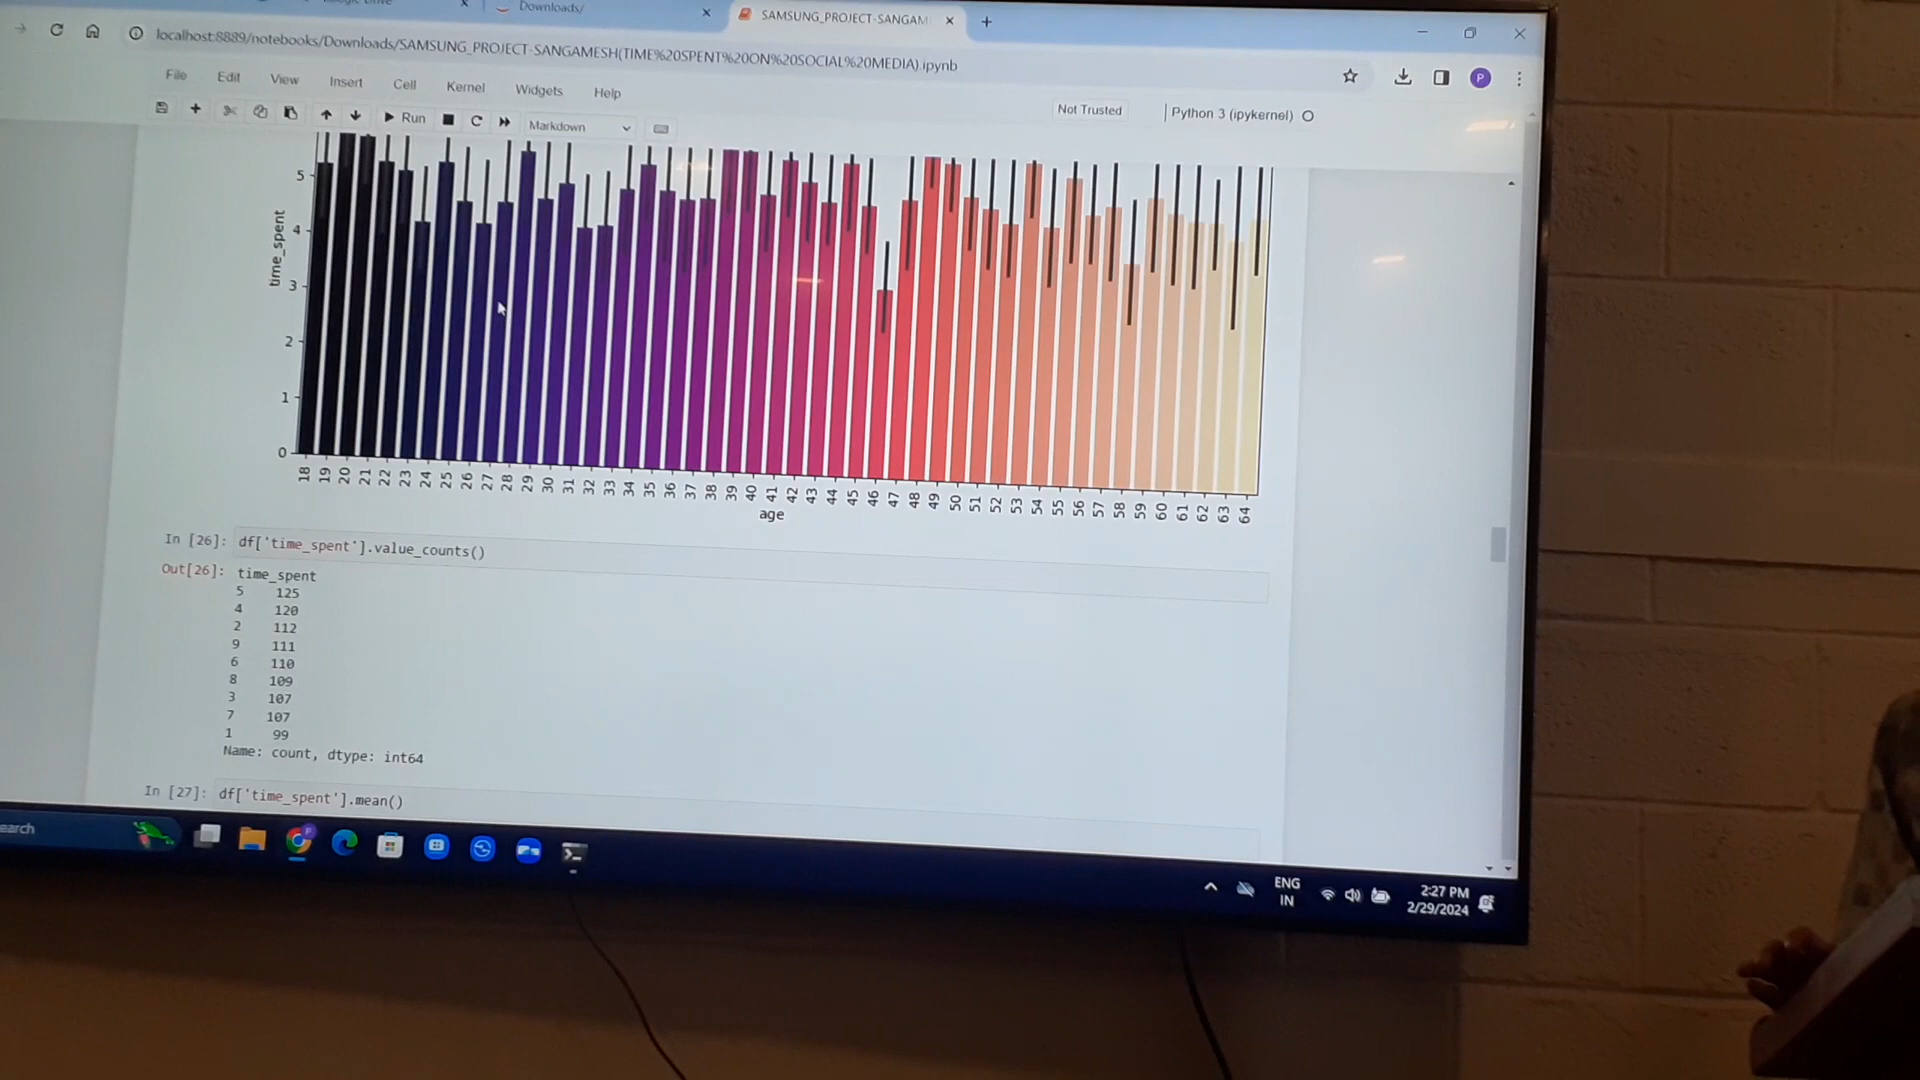 Downloads/
SAMSUNG_PROJECT-SANGAM
localhost:8889/notebooks/Downloads/SAMSUNG_PROJECT-SANGAMESH(TIME%20SPENT%20ON%20SOCIAL%20MEDIA).ipynb
P
File Edit View Insert Cell Kernel Widgets Help
Not Trusted
Python 3 (ipykernel)
Run
Markdown
5
4
3
2
1
0
time_spent
18 19 20 21 22 23 24 25 26 27 28 29 30 31 32 33 34 35 36 37 38 39 40 41 42 43 44 45 46 47 48 49 50 51 52 53 54 55 56 57 58 59 60 61 62 63 64
age
In [26]: df['time_spent'].value_counts()
Out[26]: time_spent
5 125
4 120
2 112
9 111
6 110
8 109
3 107
7 107
1 99
Name: count, dtype: int64
In [27]: df['time_spent'].mean()
earch
ENG
IN
2:27 PM
2/29/2024